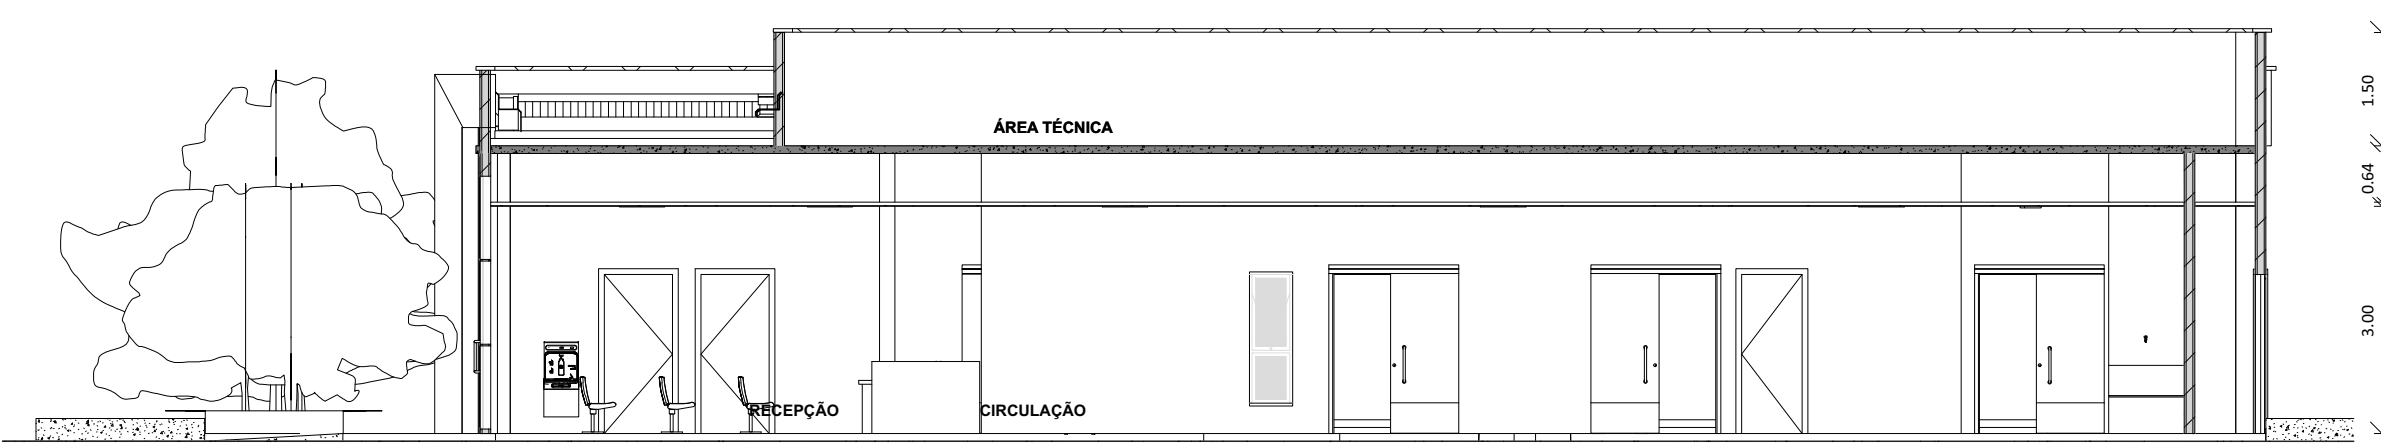 ÁREA TÉCNICA
RECEPÇÃO
CIRCULAÇÃO
1.50
0.64
3.00